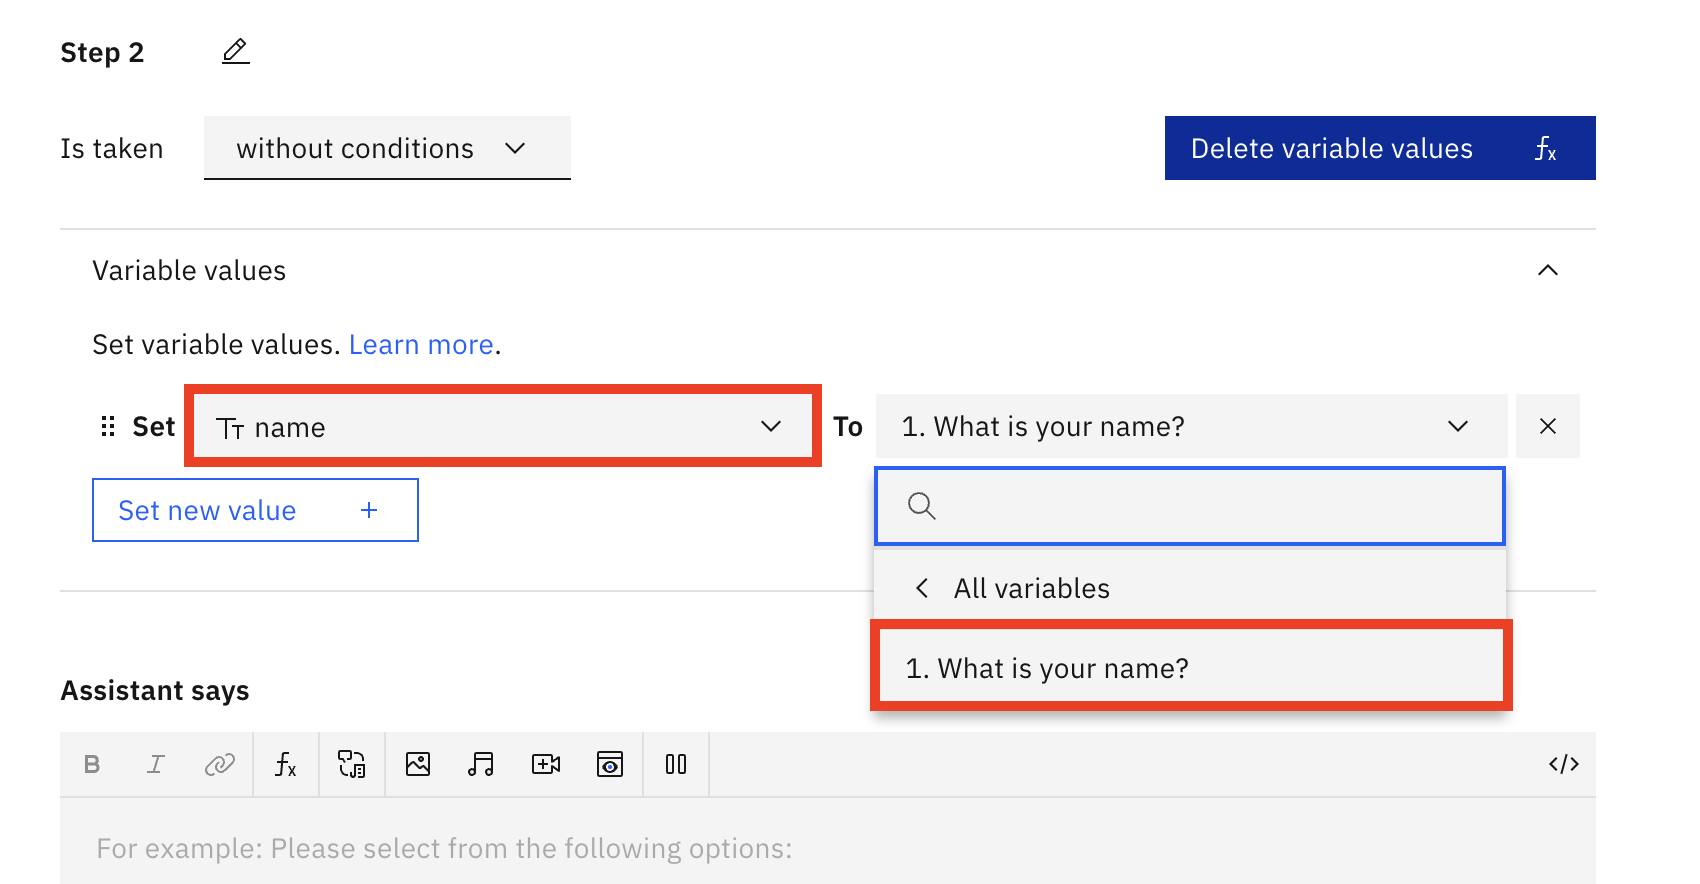 Step 2
Is taken without conditions Delete variable values fx
Variable values
Set variable values. Learn more.
Set Tт name To 1. What is your name?
Set new value +
All variables
1. What is your name?
Assistant says
B I fx </>
For example: Please select from the following options: